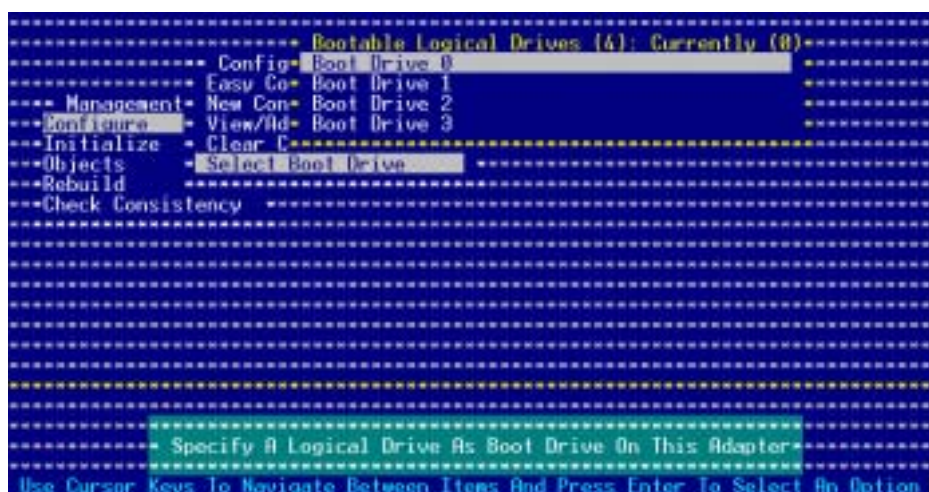 Bootable Logical Drives (4): Currently (0)
Config Boot Drive 0
Easy Co Boot Drive 1
Management New Con Boot Drive 2
Configure View/Ad Boot Drive 3
Initialize Clear C
Objects Select Boot Drive
Rebuild
Check Consistency
Specify A Logical Drive As Boot Drive On This Adapter
Use Cursor Keys To Navigate Between Items And Press Enter To Select An Option